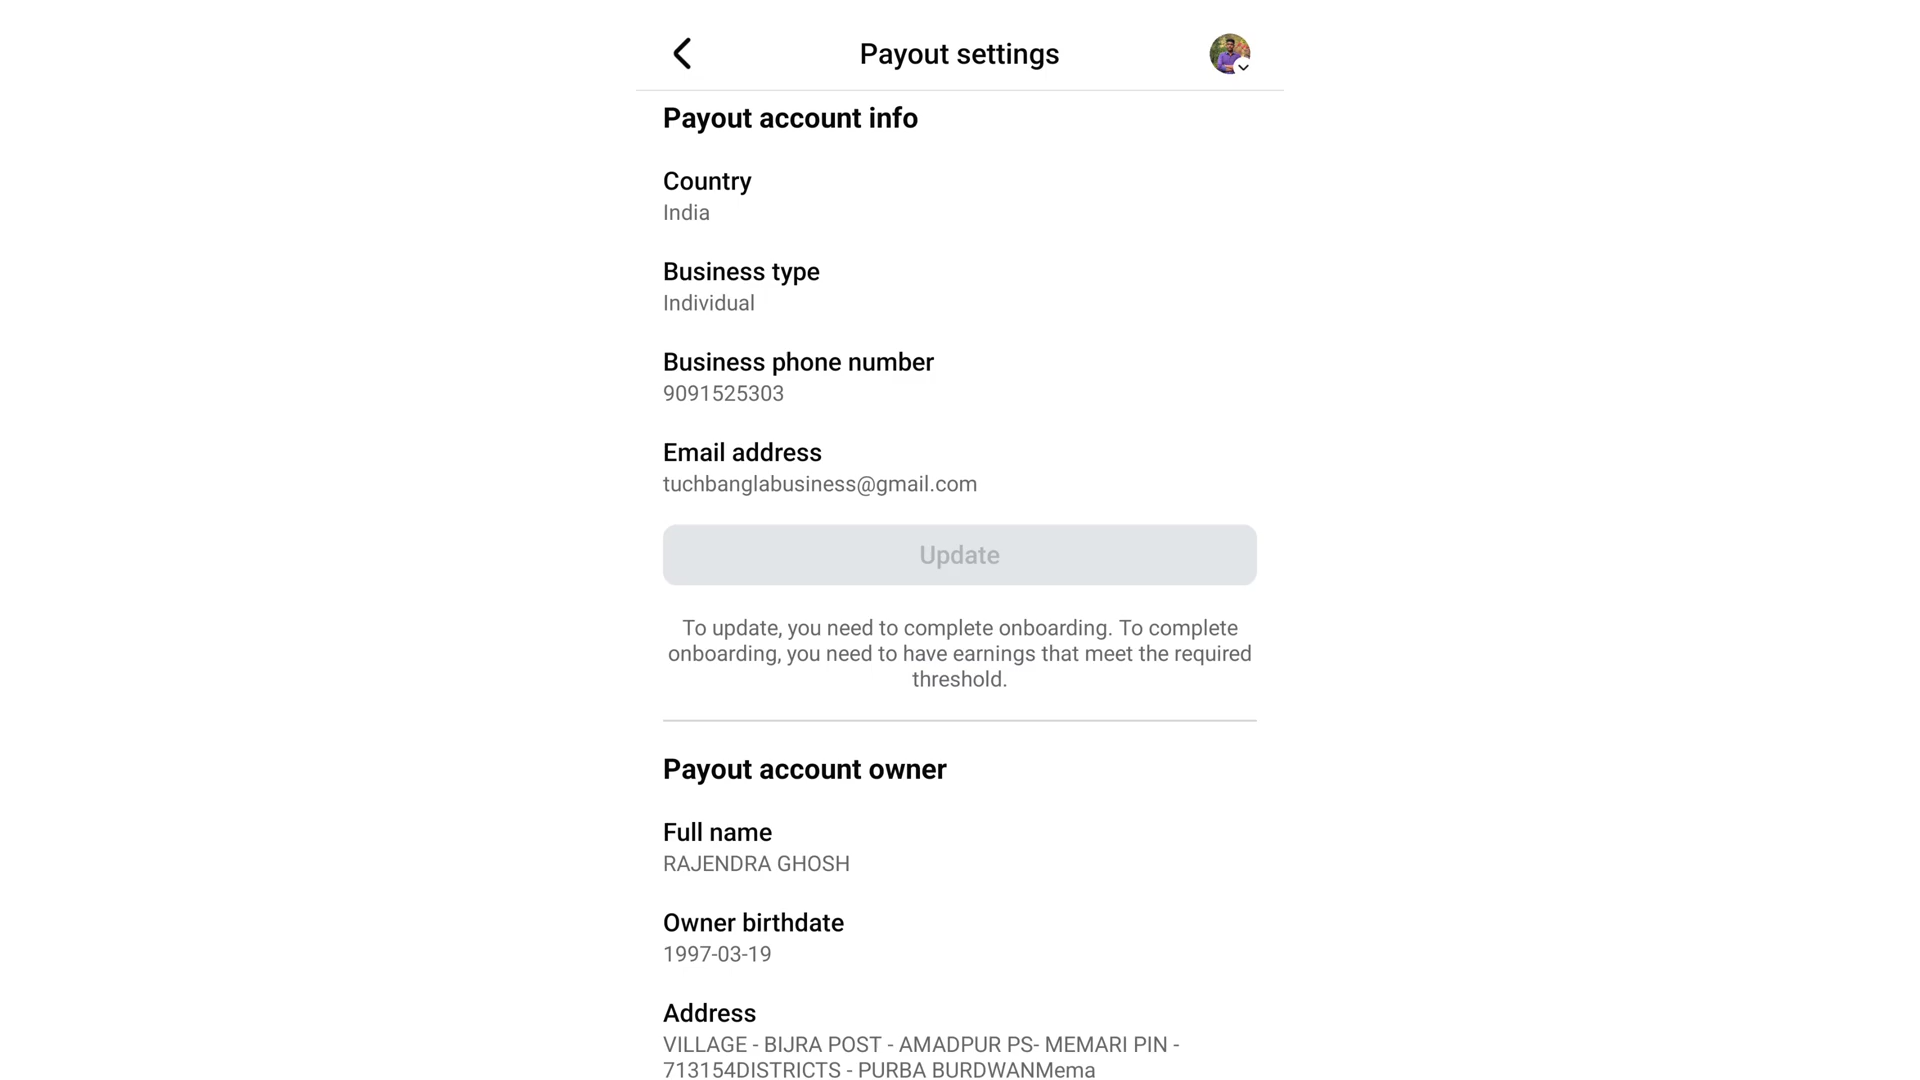 Payout settings
Payout account info
Country
India
Business type
Individual
Business phone number
9091525303
Email address
tuchbanglabusiness@gmail.com
Update
To update, you need to complete onboarding. To complete
onboarding, you need to have earnings that meet the required
threshold.
Payout account owner
Full name
RAJENDRA GHOSH
Owner birthdate
1997-03-19
Address
VILLAGE - BIJRA POST - AMADPUR PS- MEMARI PIN -
713154DISTRICTS - PURBA BURDWANMema